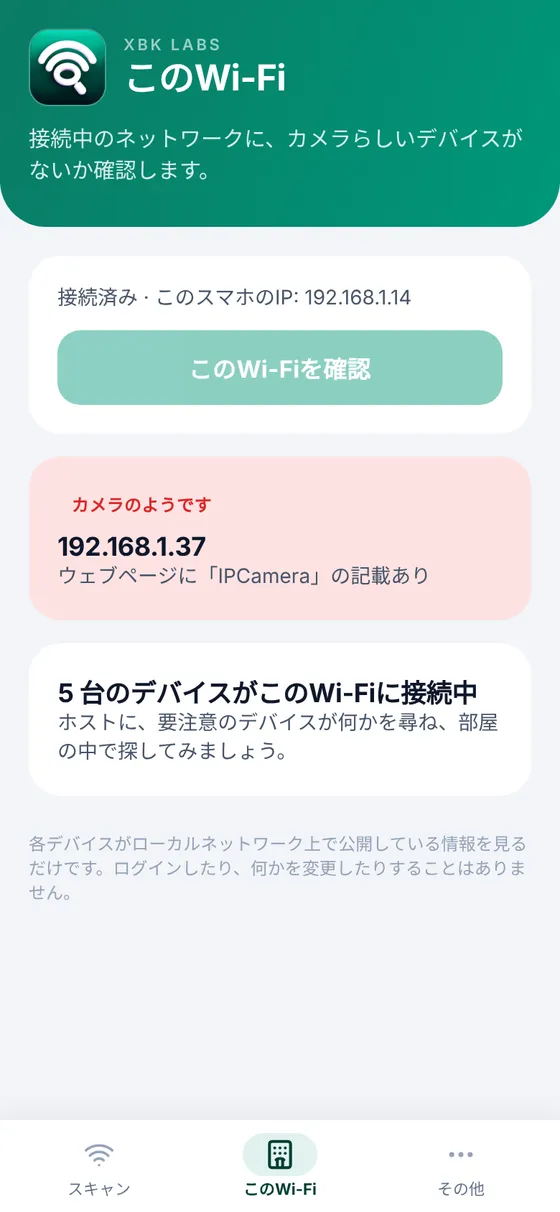 XBK LABS
このWi-Fi
接続中のネットワークに、カメラらしいデバイスが
ないか確認します。
接続済み · このスマホのIP: 192.168.1.14
このWi-Fiを確認
カメラのようです
192.168.1.37
ウェブページに「IPCamera」の記載あり
5 台のデバイスがこのWi-Fiに接続中
ホストに、要注意のデバイスが何かを尋ね、部屋
の中で探してみましょう。
各デバイスがローカルネットワーク上で公開している情報を見る
だけです。ログインしたり、何かを変更したりすることはありま
せん。
スキャン
このWi-Fi
その他